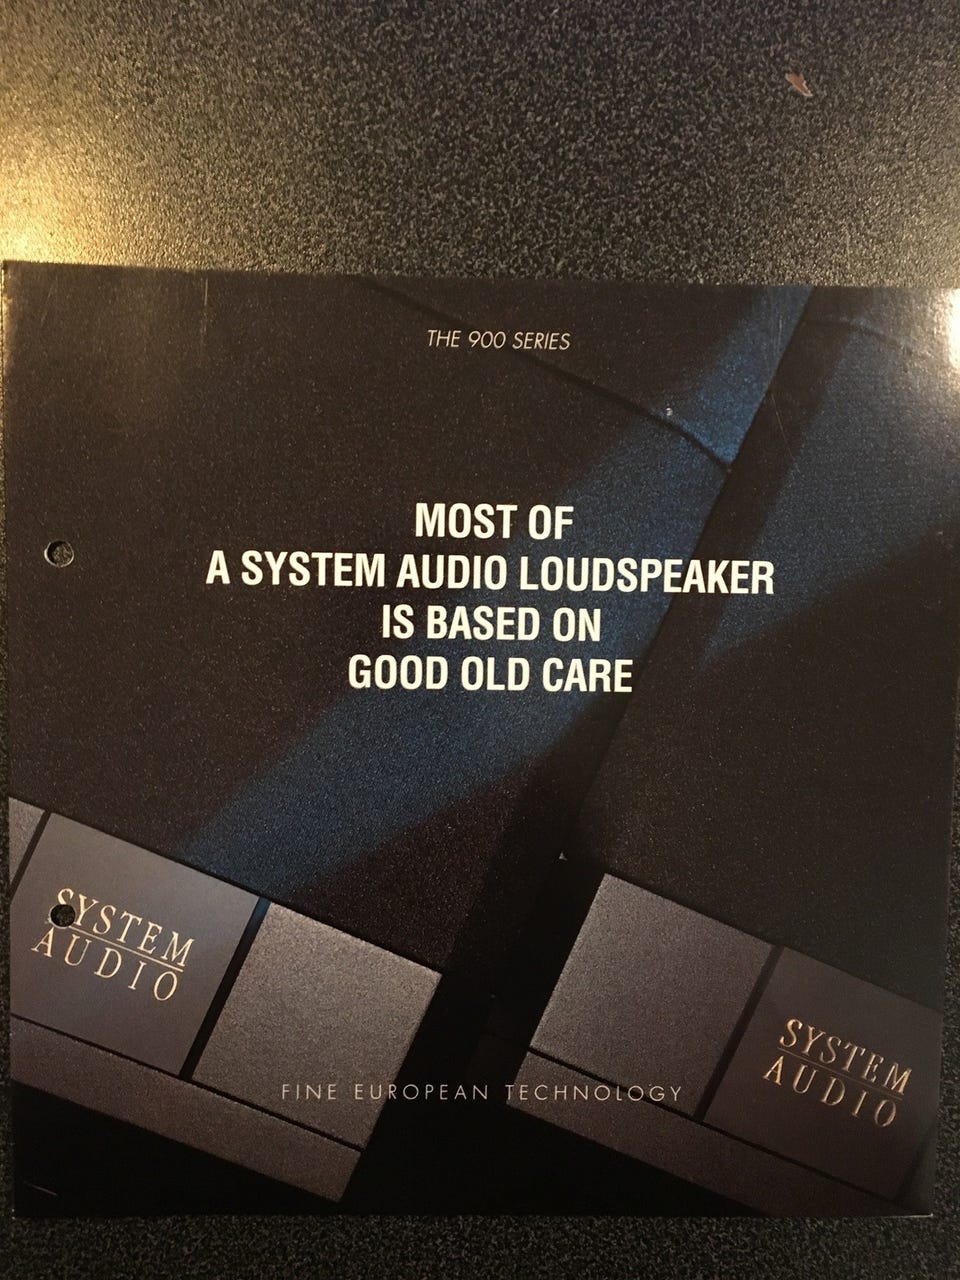 THE 900 SERIES
MOST OF
A SYSTEM AUDIO LOUDSPEAKER
IS BASED ON
GOOD OLD CARE
SYSTEM
AUDIO
SYSTEM
AUDIO
FINE EUROPEAN TECHNOLOGY